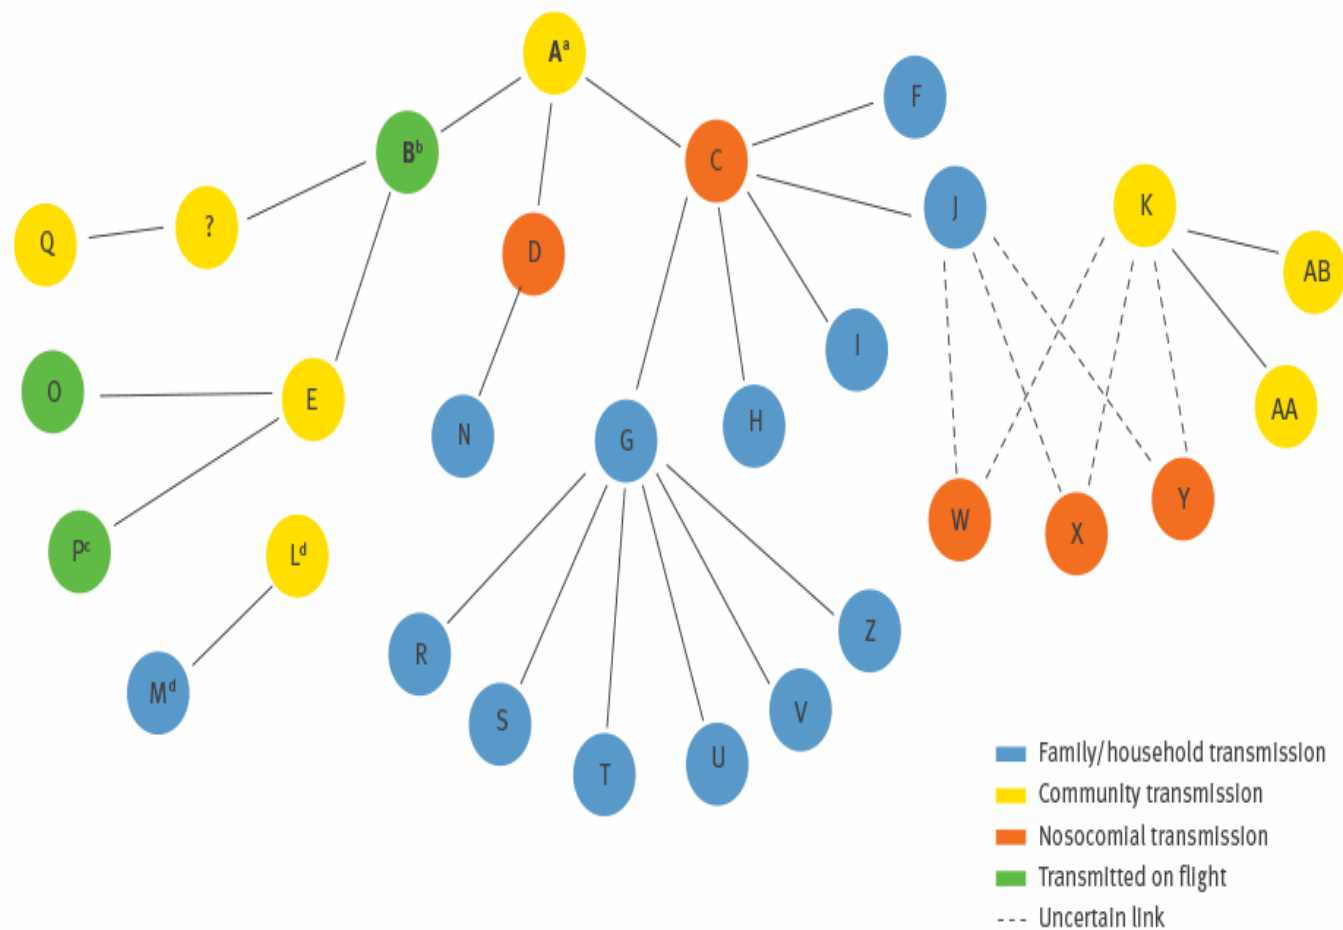 Aᵃ
F
Bᵇ
C
J
K
Q
?
D
AB
I
O
E
AA
N
G
H
W
X
Y
Pᶜ
Lᵈ
Mᵈ
R
S
T
U
V
Z
Family/household transmission
Community transmission
Nosocomial transmission
Transmitted on flight
Uncertain link